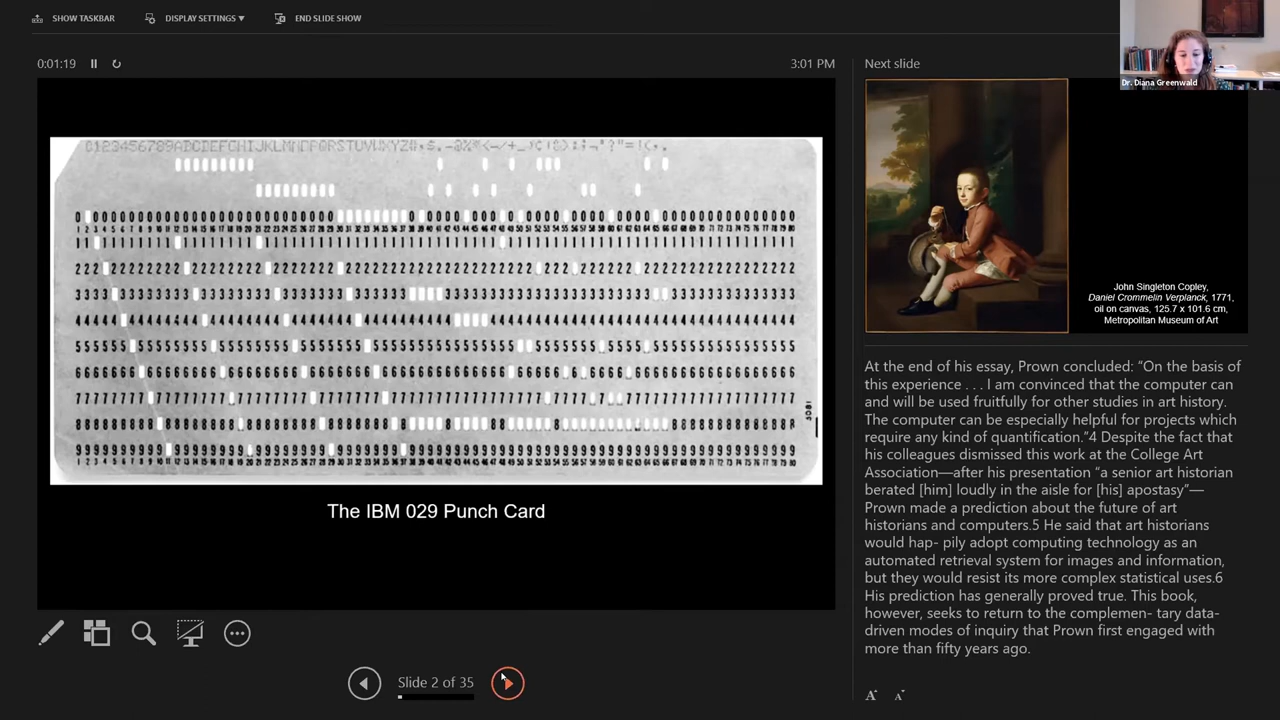 SHOW TASKBAR
DISPLAY SETTINGS ▼
END SLIDE SHOW
Dr. Diana Greenwald
0:01:19
3:01 PM
0123456789ABCDEFGHIJKLMNOPQRSTUVWXYZ
The IBM 029 Punch Card
Slide 2 of 35
Next slide
John Singleton Copley,
Daniel Crommelin Verplanck, 1771,
oil on canvas, 125.7 x 101.6 cm,
Metropolitan Museum of Art
At the end of his essay, Prown concluded: “On the basis of
this experience . . . I am convinced that the computer can
and will be used fruitfully for other studies in art history.
The computer can be especially helpful for projects which
require any kind of quantification.”4 Despite the fact that
his colleagues dismissed this work at the College Art
Association—after his presentation “a senior art historian
berated [him] loudly in the aisle for [his] apostasy”—
Prown made a prediction about the future of art
historians and computers.5 He said that art historians
would hap- pily adopt computing technology as an
automated retrieval system for images and information,
but they would resist its more complex statistical uses.6
His prediction has generally proved true. This book,
however, seeks to return to the complemen- tary data-
driven modes of inquiry that Prown first engaged with
more than fifty years ago.
A A